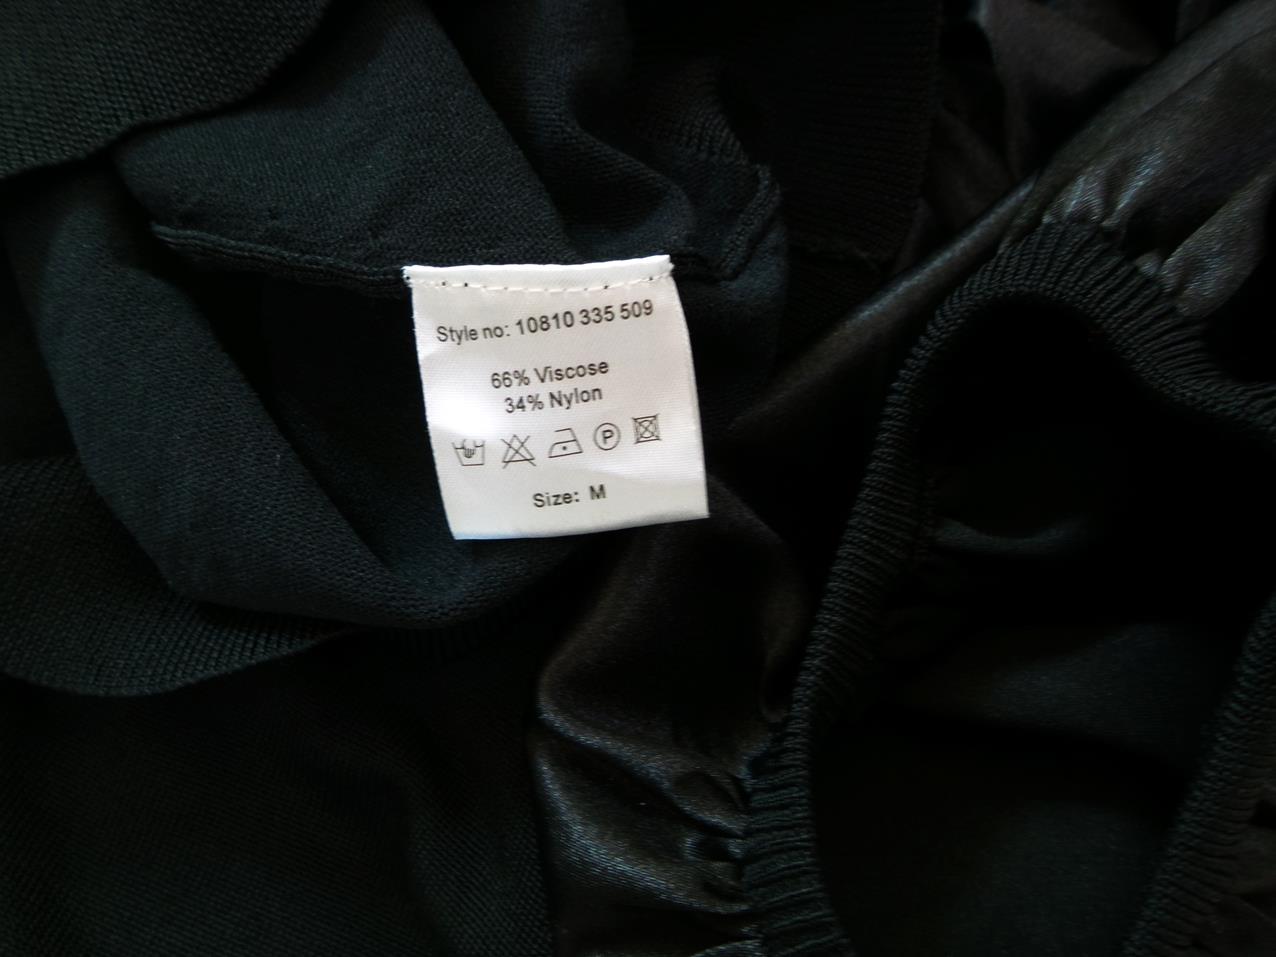 Style no: 10810 335 509
66% Viscose
34% Nylon
P
Size: M